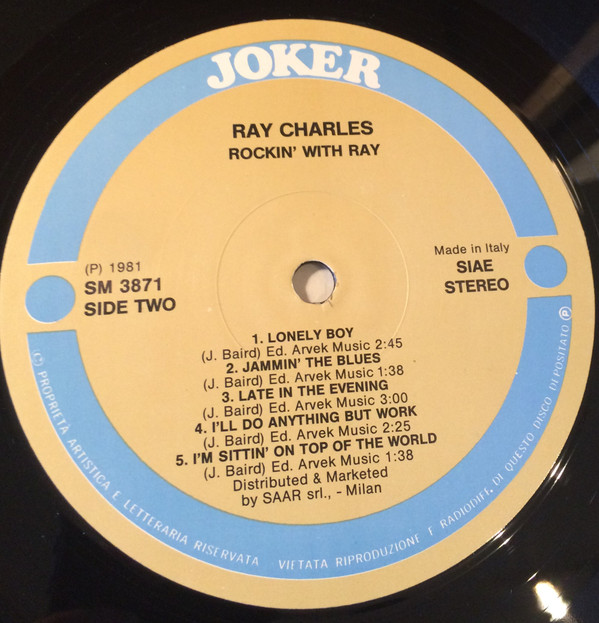 JOKER
RAY CHARLES
ROCKIN' WITH RAY
(P) 1981
SM 3871
SIDE TWO
Made in Italy
SIAE
STEREO
1. LONELY BOY
(J. Baird) Ed. Arvek Music 2:45
2. JAMMIN' THE BLUES
(J. Baird) Ed. Arvek Music 1:38
3. LATE IN THE EVENING
(J. Baird) Ed. Arvek Music 3:00
4. I'LL DO ANYTHING BUT WORK
(J. Baird) Ed. Arvek Music 2:25
5. I'M SITTIN' ON TOP OF THE WORLD
(J. Baird) Ed. Arvek Music 1:38
Distributed & Marketed
by SAAR srl., - Milan
(C) PROPRIETÀ ARTISTICA E LETTERARIA RISERVATA - VIETATA RIPRODUZIONE E RADIODIFF. DI QUESTO DISCO DEPOSITATO (P)